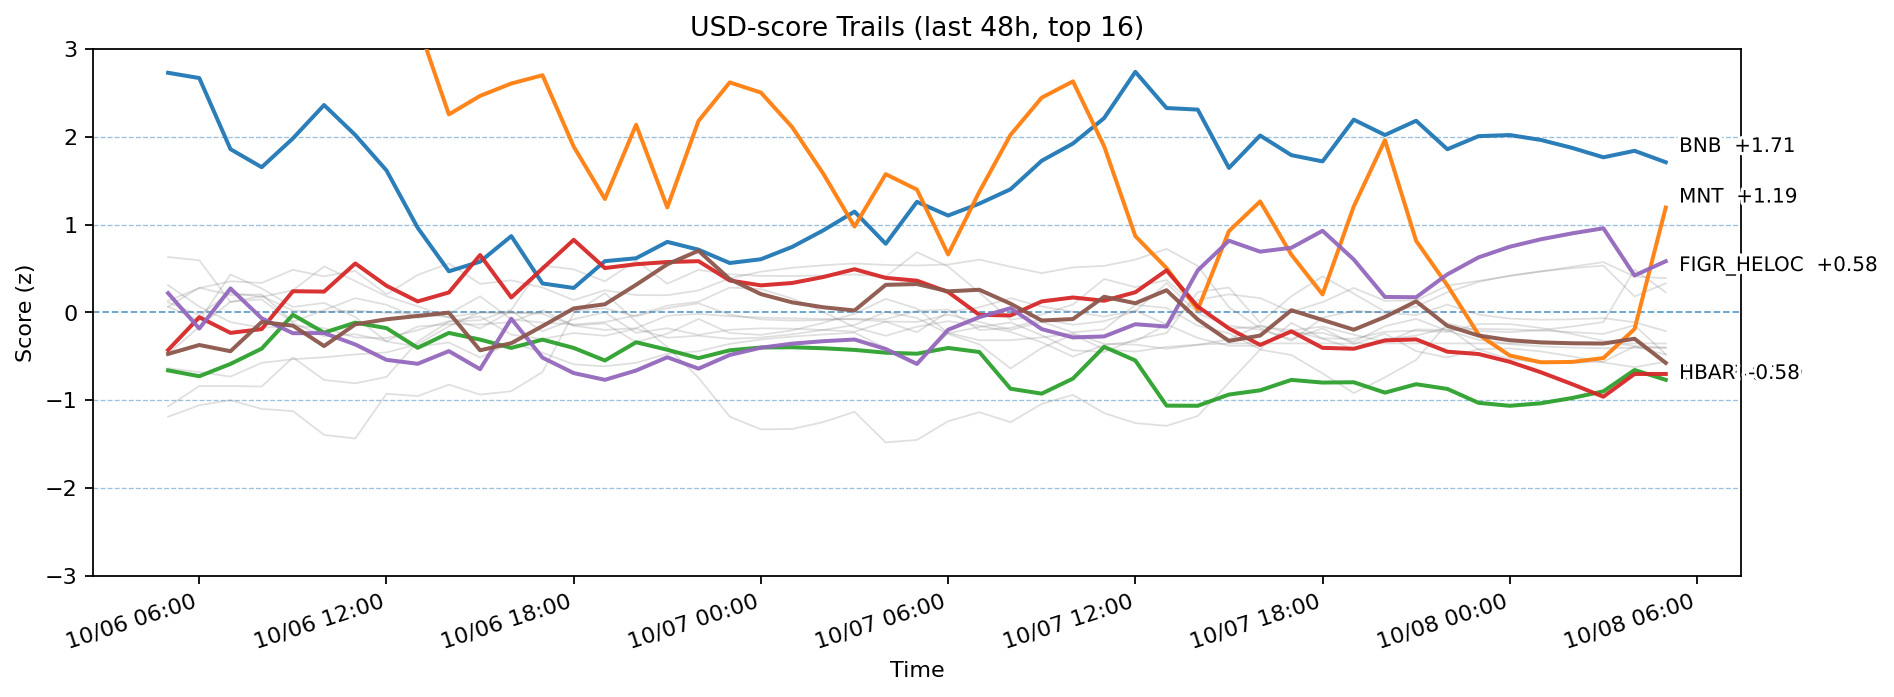 USD-score Trails (last 48h, top 16)
Score (z)
3
2
1
0
−1
−2
−3
BNB +1.71
MNT +1.19
FIGR_HELOC +0.58
HBAR -0.58
10/06 06:00
10/06 12:00
10/06 18:00
10/07 00:00
10/07 06:00
10/07 12:00
10/07 18:00
10/08 00:00
10/08 06:00
Time